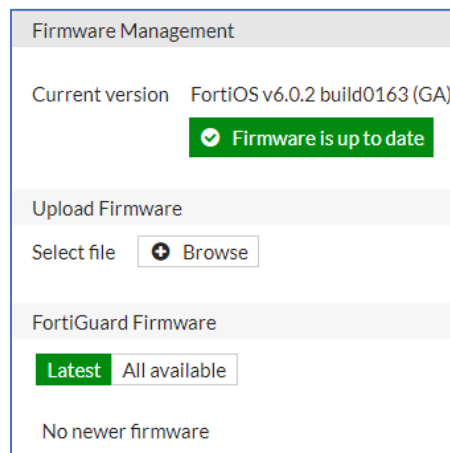 Firmware Management
Current version FortiOS v6.0.2 build0163 (GA)
Firmware is up to date
Upload Firmware
Select file Browse
FortiGuard Firmware
Latest All available
No newer firmware